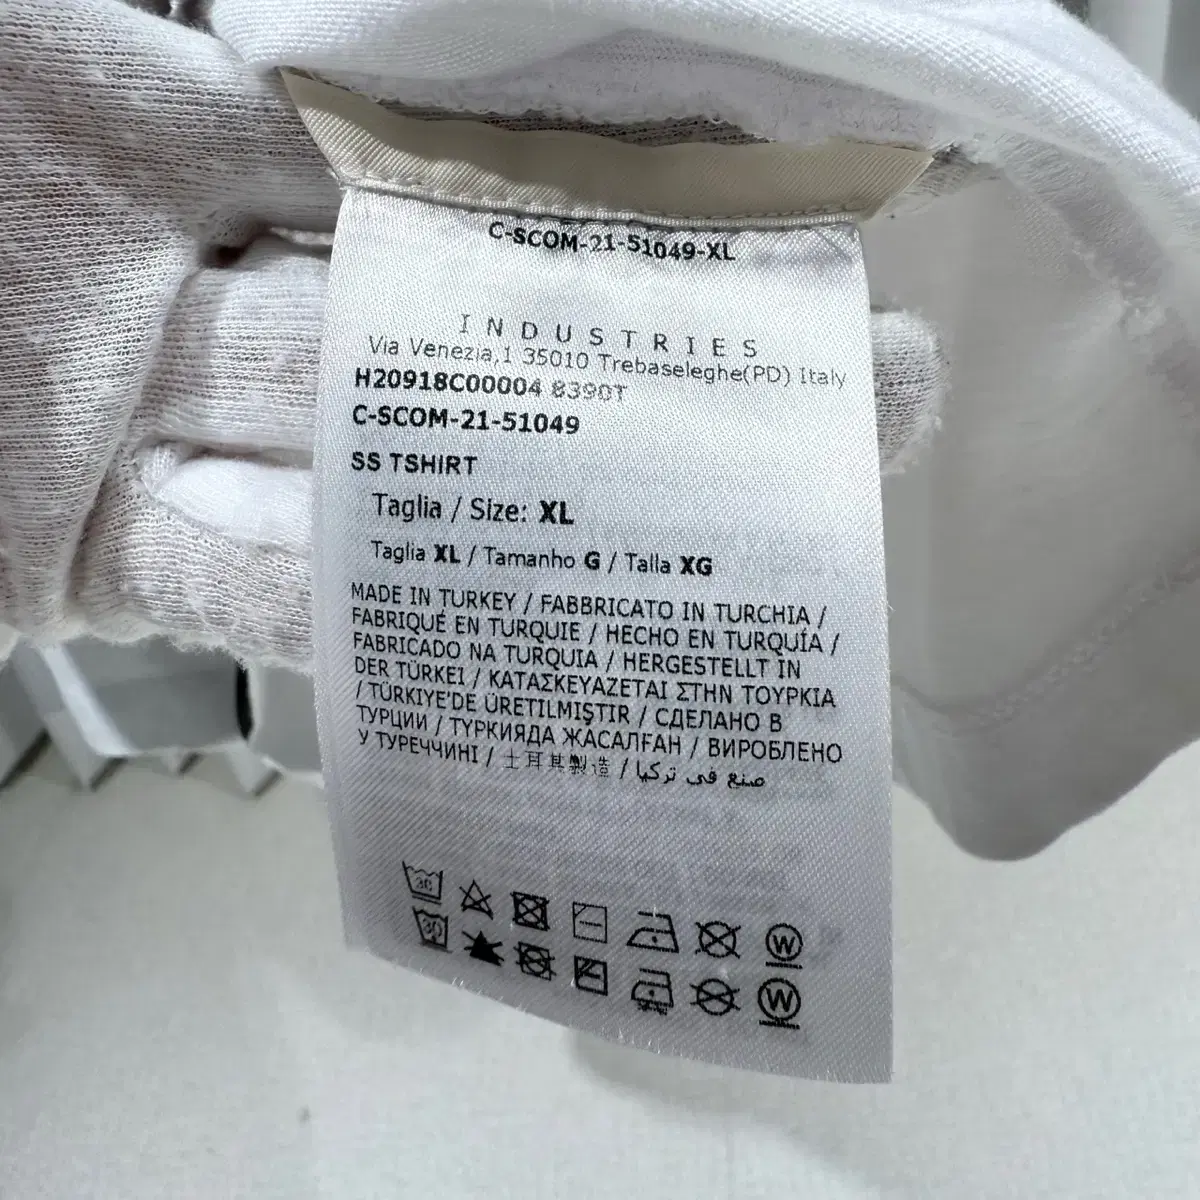 C-SCOM-21-51049-XL
INDUSTRIES
Via Venezia,1 35010 Trebaseleghe(PD) Italy
H20918C00004 8390T
C-SCOM-21-51049
SS TSHIRT
Taglia / Size: XL
Taglia XL / Tamanho G / Talla XG
MADE IN TURKEY / FABBRICATO IN TURCHIA /
FABRIQUÉ EN TURQUIE / HECHO EN TURQUÍA /
FABRICADO NA TURQUIA / HERGESTELLT IN
DER TÜRKEI / ΚΑΤΑΣΚΕΥΑΖΕΤΑΙ ΣΤΗΝ ΤΟΥΡΚΙΑ
/ TÜRKIYE'DE ÜRETILMIŞTIR / СДЕЛАНО В
ТУРЦИИ / ТҮРКИЯДА ЖАСАЛҒАН / ВИРОБЛЕНО
У ТУРЕЧЧИНІ / 土耳其製造 / صنع في تركيا
30
W
30
W